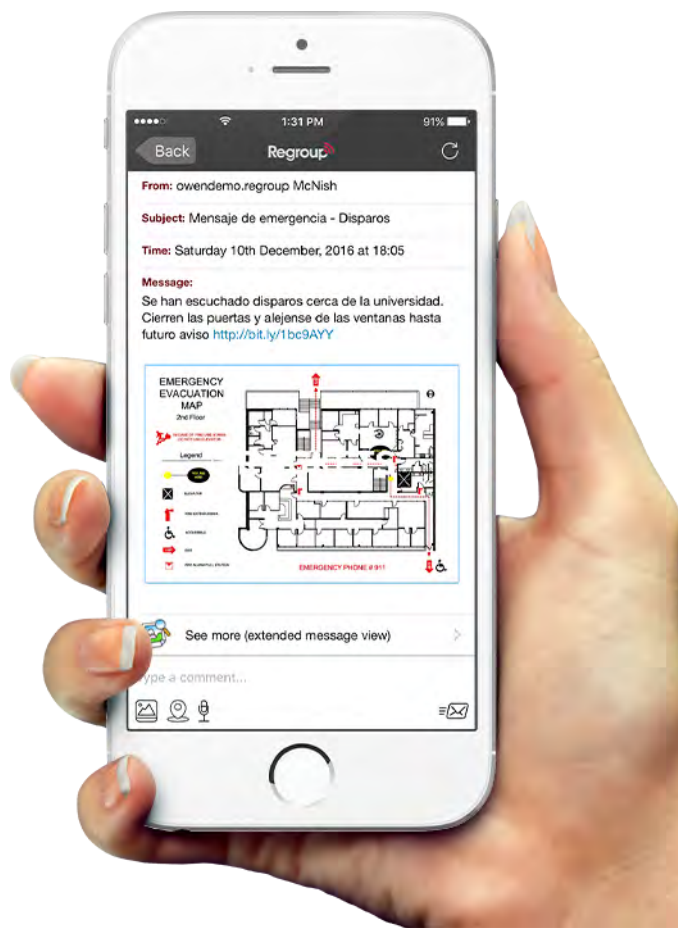 1:31 PM
91%
Back
Regroup
From: owendemo.regroup McNish
Subject: Mensaje de emergencia - Disparos
Time: Saturday 10th December, 2016 at 18:05
Message:
Se han escuchado disparos cerca de la universidad.
Cierren las puertas y alejense de las ventanas hasta
futuro aviso http://bit.ly/1bc9AYY
EMERGENCY
EVACUATION
MAP
2nd Floor
Legend
ELEVATOR
EXIT
EMERGENCY PHONE # 911
See more (extended message view)
Type a comment...